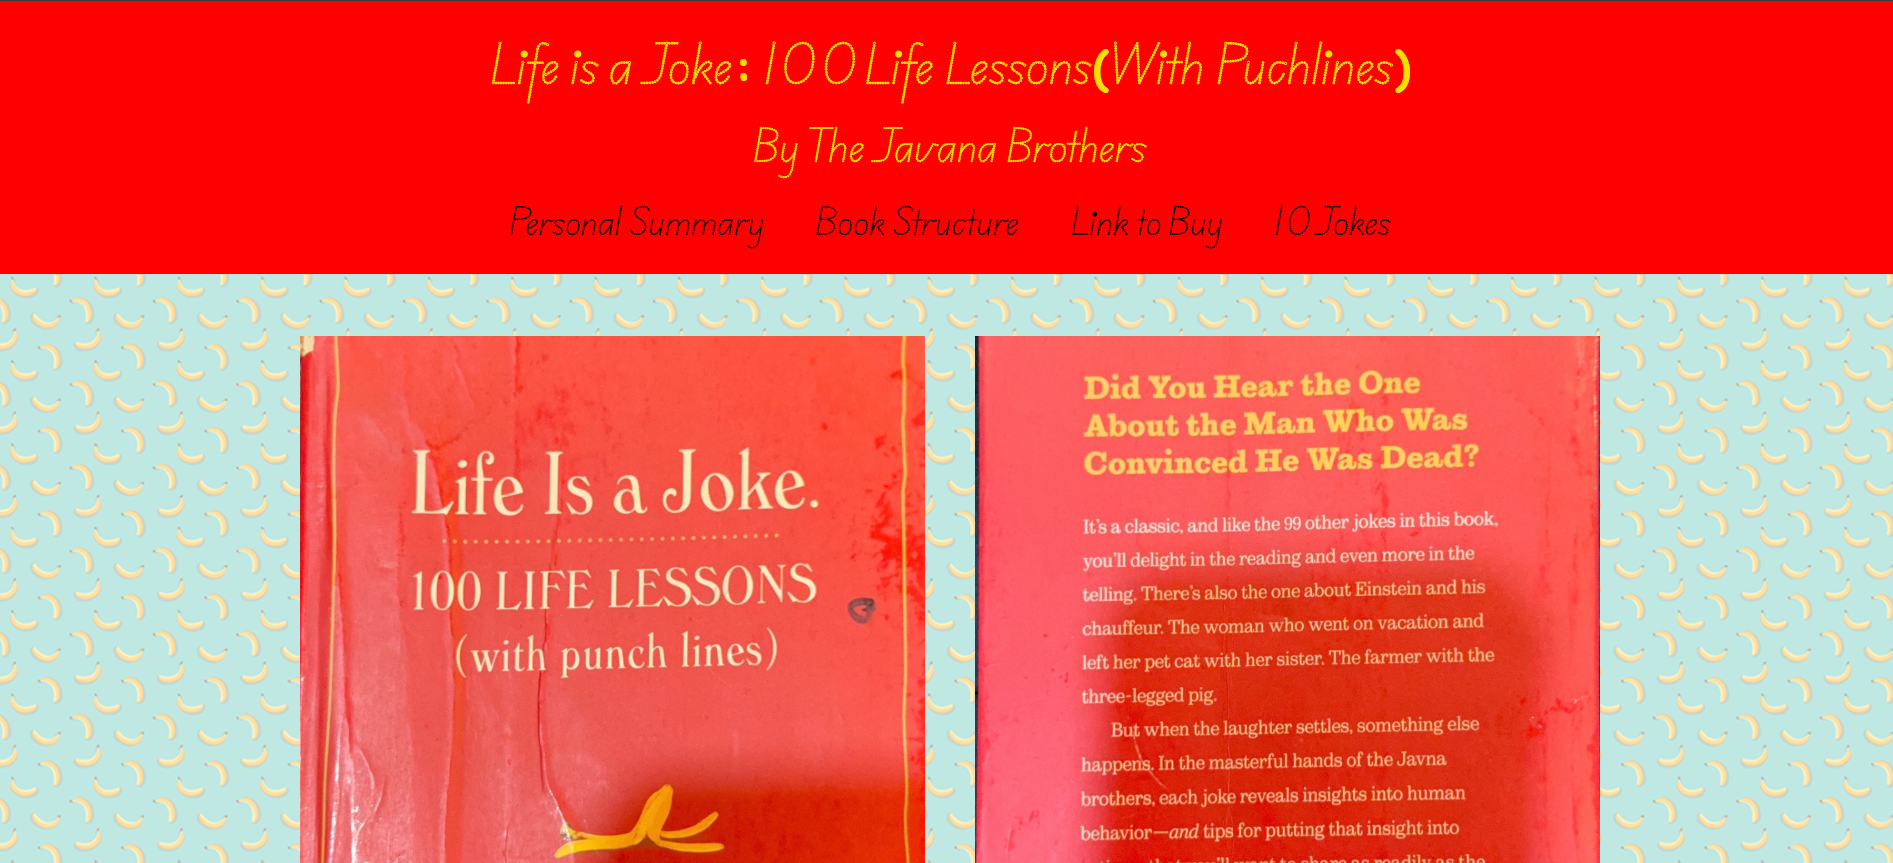 Life is a Joke: 100 Life Lessons(With Puchlines)
By The Javana Brothers
Personal Summary Book Structure Link to Buy 10 Jokes
Life Is a Joke.
100 LIFE LESSONS
(with punch lines)
Did You Hear the One
About the Man Who Was
Convinced He Was Dead?
It's a classic, and like the 99 other jokes in this book,
you'll delight in the reading and even more in the
telling. There's also the one about Einstein and his
chauffeur. The woman who went on vacation and
left her pet cat with her sister. The farmer with the
three-legged pig.
But when the laughter settles, something else
happens. In the masterful hands of the Javna
brothers, each joke reveals insights into human
behavior—and tips for putting that insight into